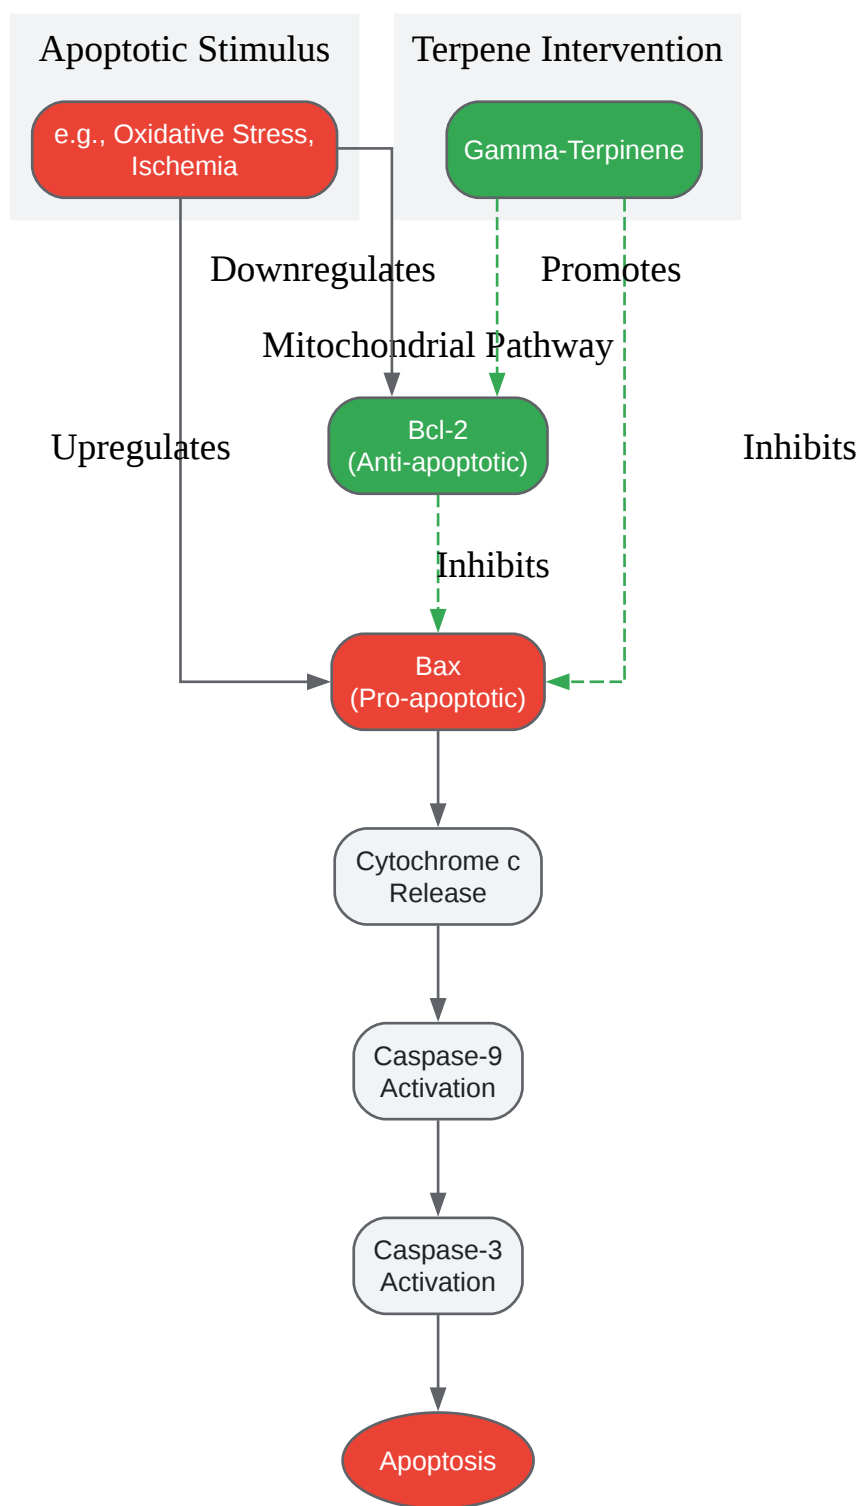 Apoptotic Stimulus
Terpene Intervention
e.g., Oxidative Stress,
Ischemia
Gamma-Terpinene
Downregulates
Promotes
Mitochondrial Pathway
Bcl-2
(Anti-apoptotic)
Upregulates
Inhibits
Inhibits
Bax
(Pro-apoptotic)
Cytochrome c
Release
Caspase-9
Activation
Caspase-3
Activation
Apoptosis